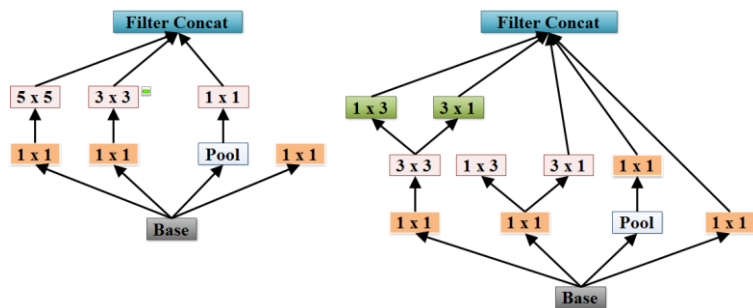 Filter Concat
5 x 5
3 x 3
1 x 1
1 x 1
1 x 1
Pool
1 x 1
Base
Filter Concat
1 x 3
3 x 1
3 x 3
1 x 3
3 x 1
1 x 1
1 x 1
1 x 1
Pool
1 x 1
Base